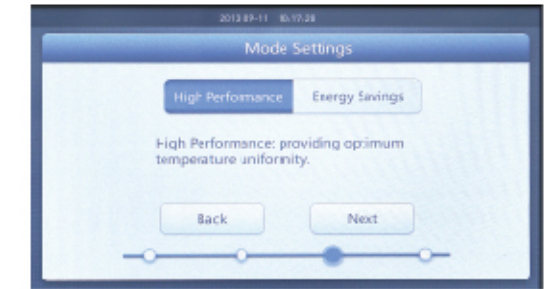 2013-09-11 10:17:28
Mode Settings
High Performance Energy Savings
High Performance: providing optimum
temperature uniformity.
Back Next